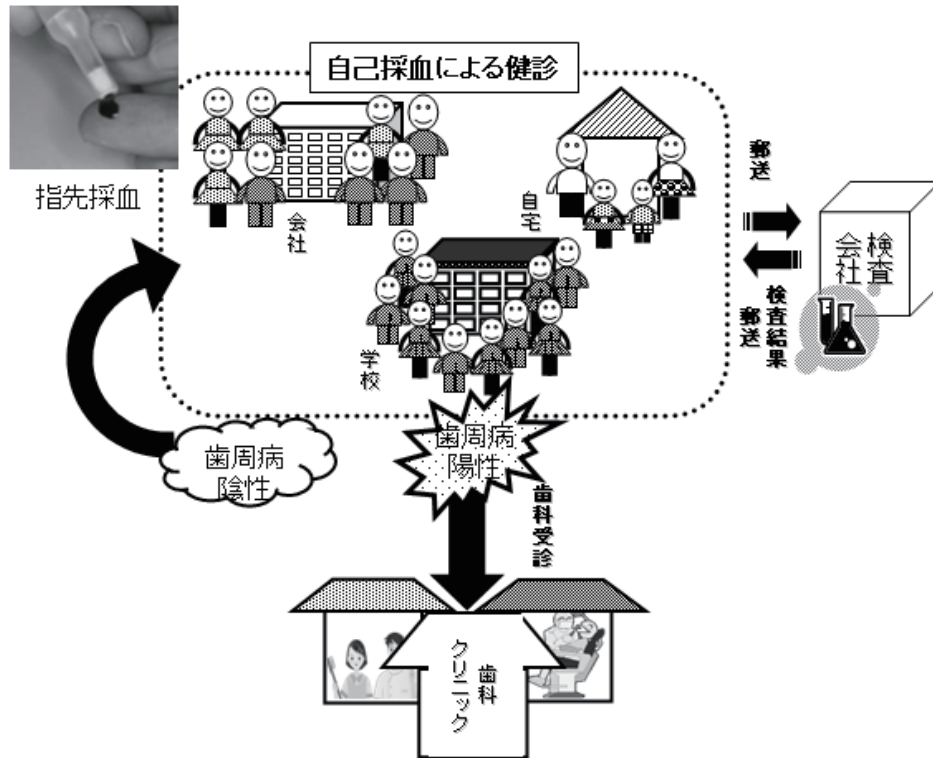 自己採血による健診
指先採血
会社
自宅
学校
郵送
検査
会社
検査結果
郵送
歯周病
陰性
歯周病
陽性
歯科受診
歯科
クリニック